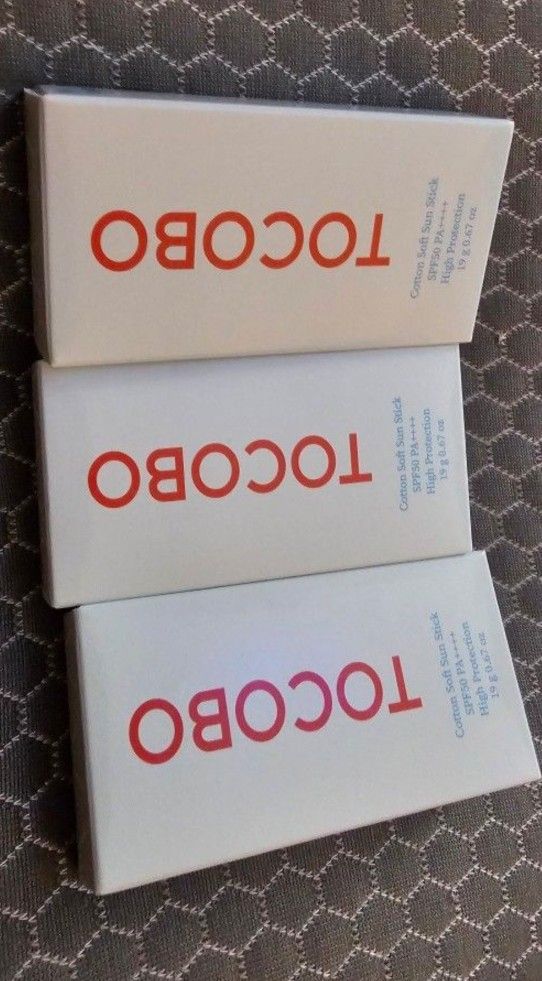 TOCOBO
Cotton Soft Sun Stick
SPF50 PA++++
High Protection
19 g 0.67 oz
TOCOBO
Cotton Soft Sun Stick
SPF50 PA++++
High Protection
19 g 0.67 oz
TOCOBO
Cotton Soft Sun Stick
SPF50 PA++++
High Protection
19 g 0.67 oz